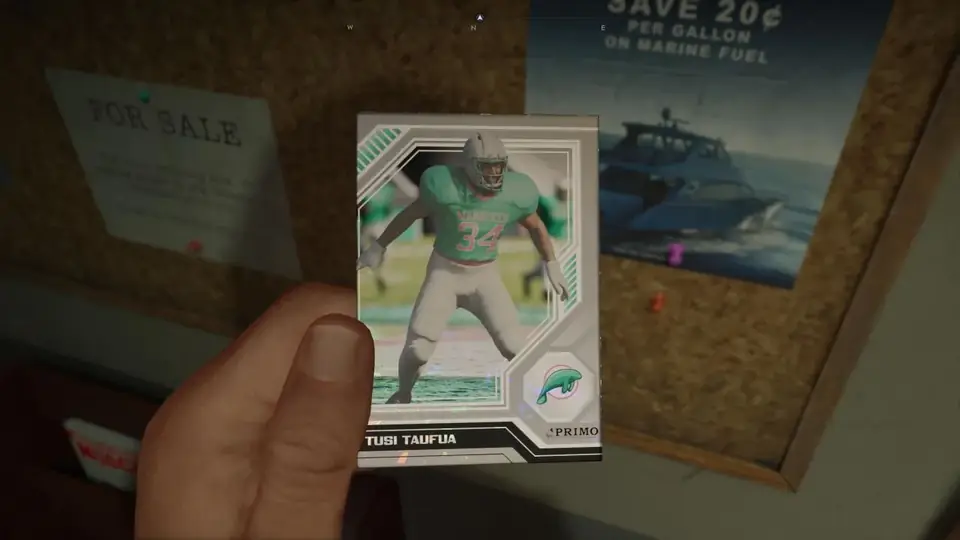 W
N
E
SAVE 20¢
PER GALLON
ON MARINE FUEL
FOR SALE
34
PRIMO
TUSI TAUFUA